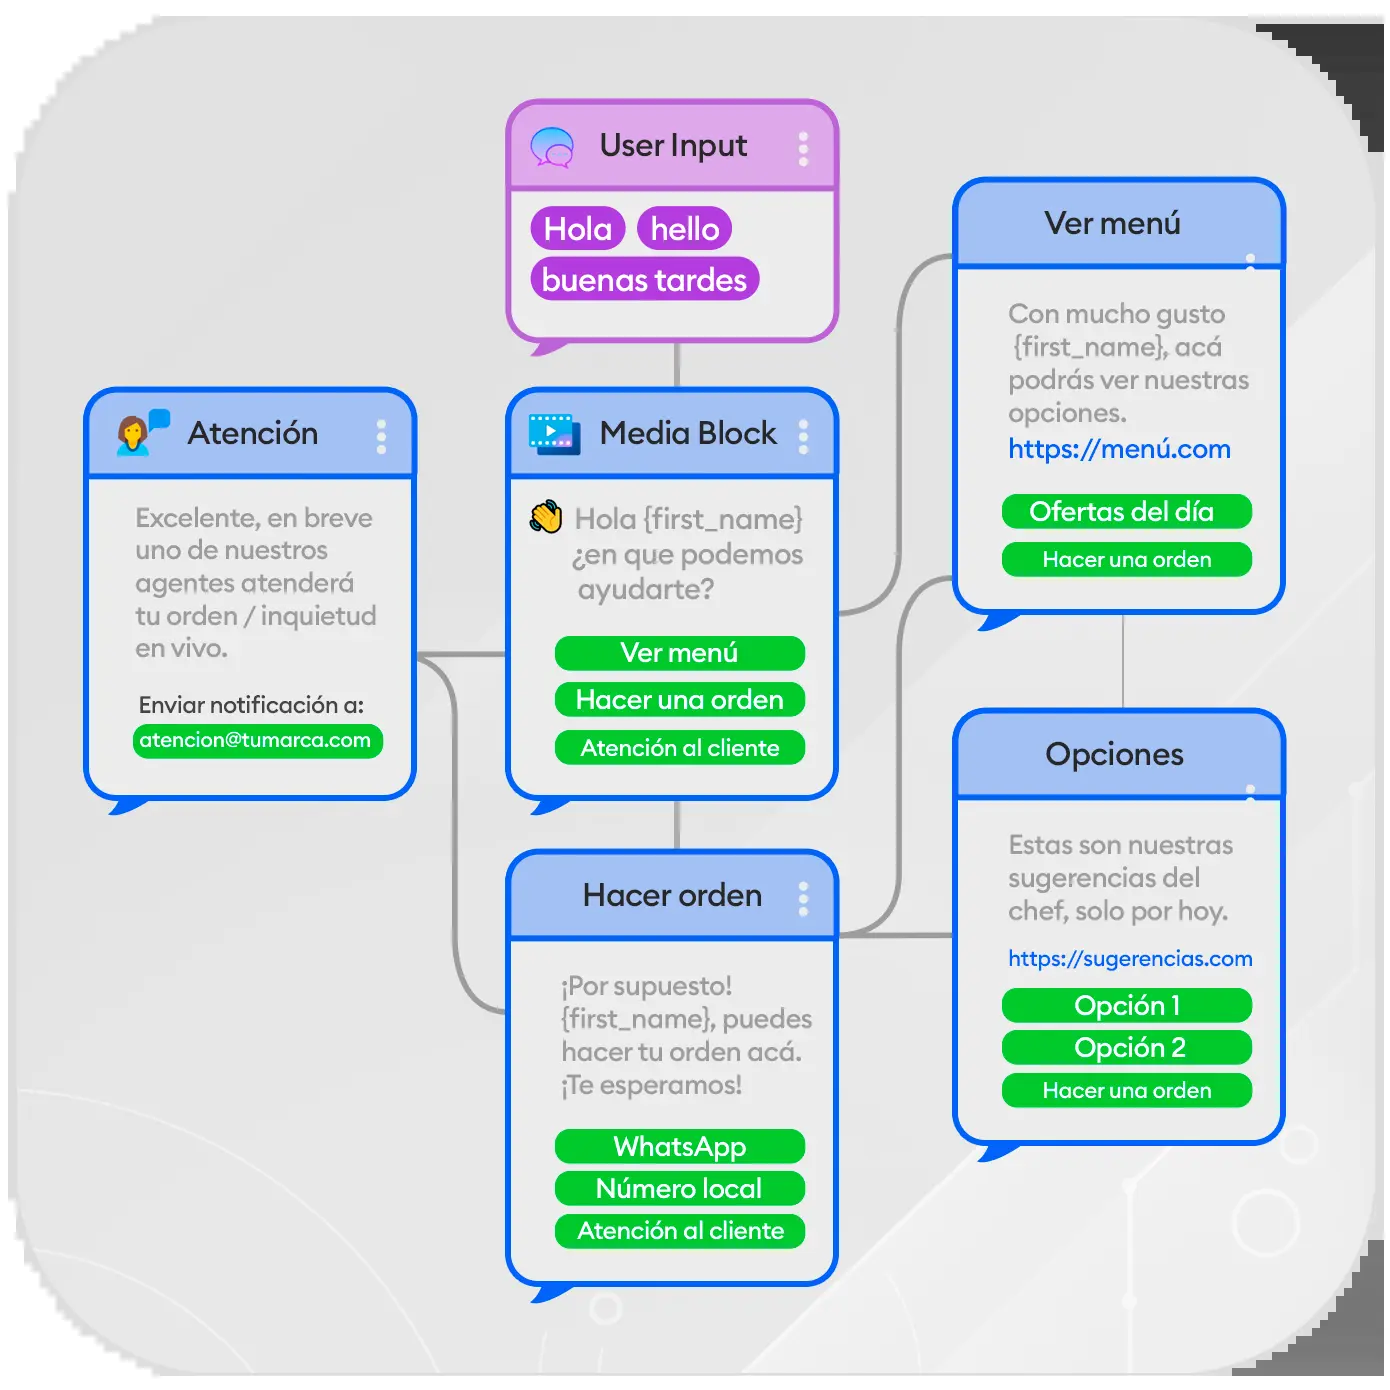 User Input
Hola hello
buenas tardes
Ver menú
Con mucho gusto
{first_name}, acá
podrás ver nuestras
opciones.
https://menú.com
Ofertas del día
Hacer una orden
Atención
Excelente, en breve
uno de nuestros
agentes atenderá
tu orden / inquietud
en vivo.
Enviar notificación a:
atencion@tumarca.com
Media Block
Hola {first_name}
¿en que podemos
ayudarte?
Ver menú
Hacer una orden
Atención al cliente
Opciones
Estas son nuestras
sugerencias del
chef, solo por hoy.
https://sugerencias.com
Opción 1
Opción 2
Hacer una orden
Hacer orden
¡Por supuesto!
{first_name}, puedes
hacer tu orden acá.
¡Te esperamos!
WhatsApp
Número local
Atención al cliente